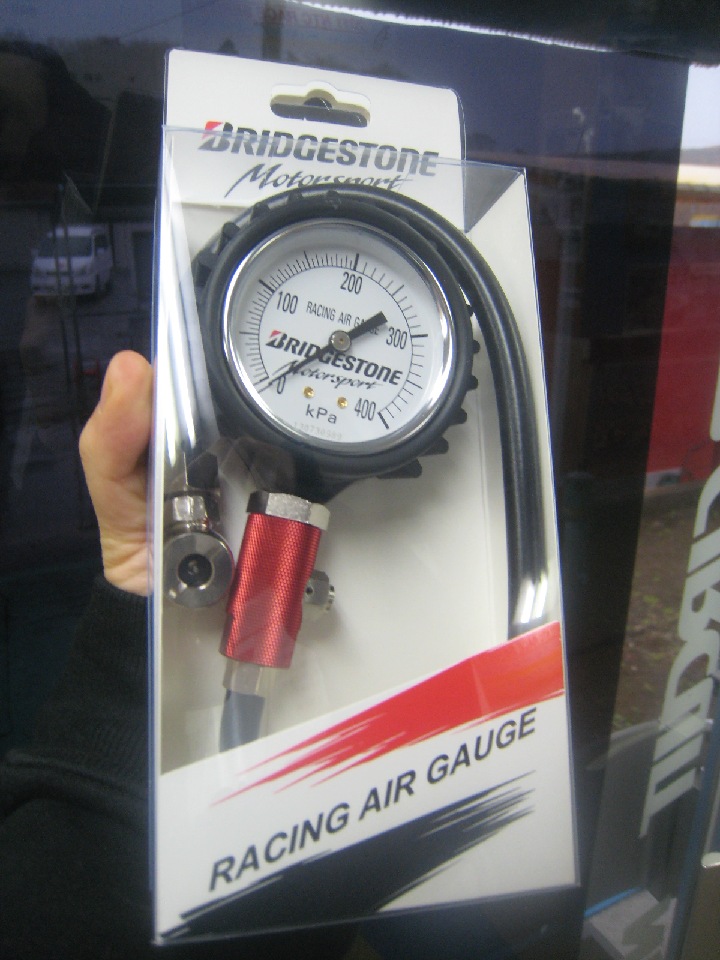 BRIDGESTONE
Motorsport
200
100
300
RACING AIR GAUGE
BRIDGESTONE
Motorsport
0
400
kPa
RACING AIR GAUGE